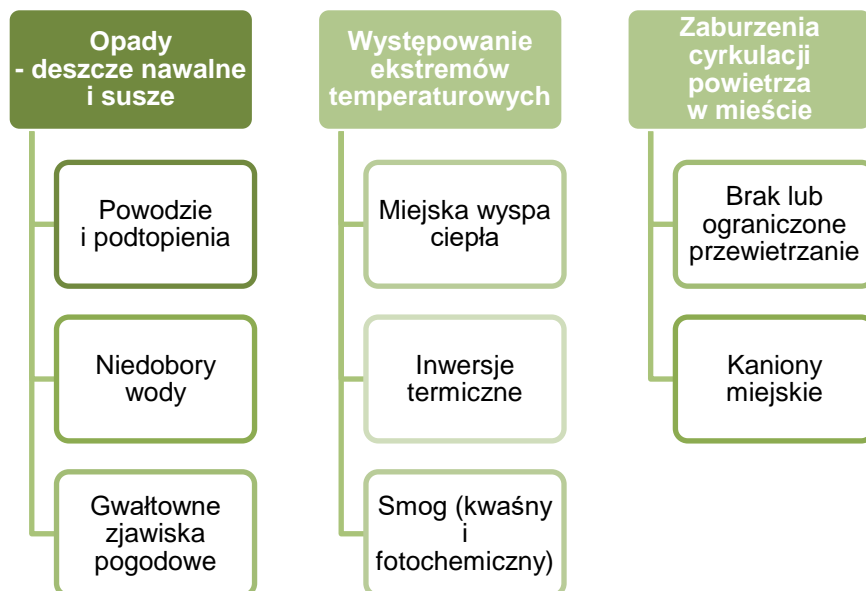 Opady
- deszcze nawalne
i susze
Powodzie
i podtopienia
Niedobory
wody
Gwałtowne
zjawiska
pogodowe
Występowanie
ekstremów
temperaturowych
Miejska wyspa
ciepła
Inwersje
termiczne
Smog (kwaśny
i
fotochemiczny)
Zaburzenia
cyrkulacji
powietrza
w mieście
Brak lub
ograniczone
przewietrzanie
Kaniony
miejskie